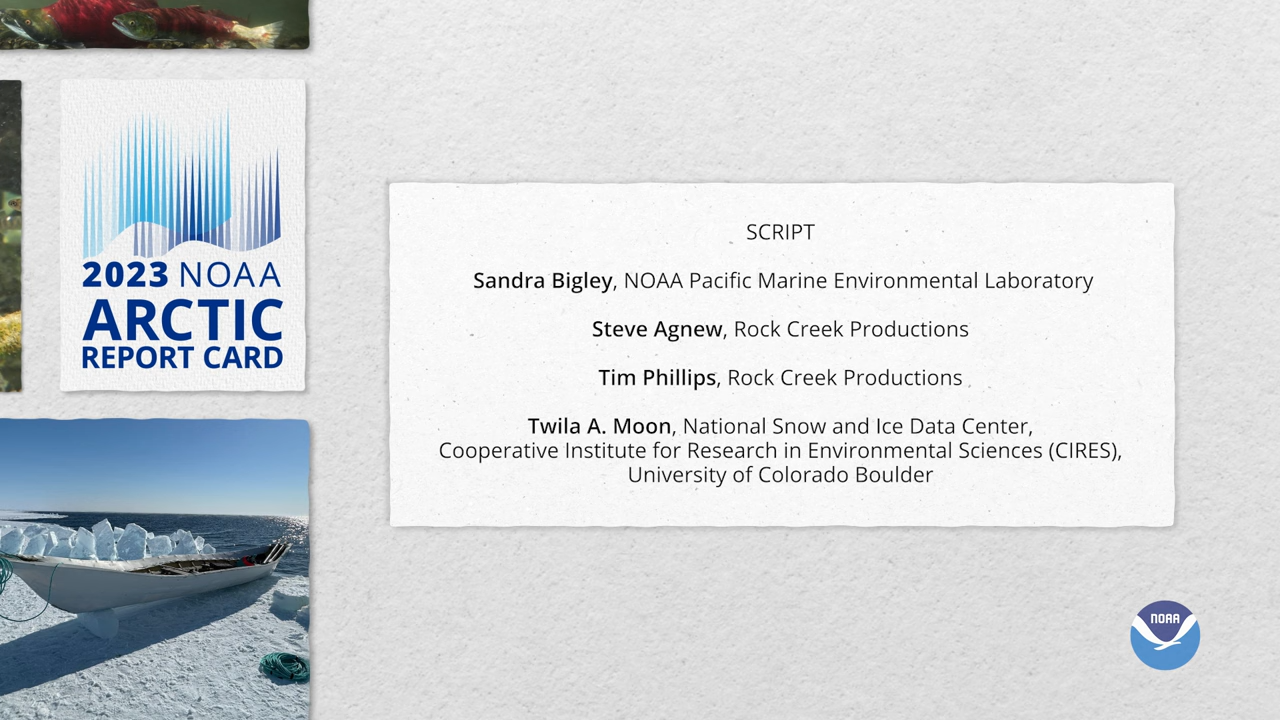 2023 NOAA
ARCTIC
REPORT CARD
SCRIPT
Sandra Bigley, NOAA Pacific Marine Environmental Laboratory
Steve Agnew, Rock Creek Productions
Tim Phillips, Rock Creek Productions
Twila A. Moon, National Snow and Ice Data Center,
Cooperative Institute for Research in Environmental Sciences (CIRES),
University of Colorado Boulder
NOAA